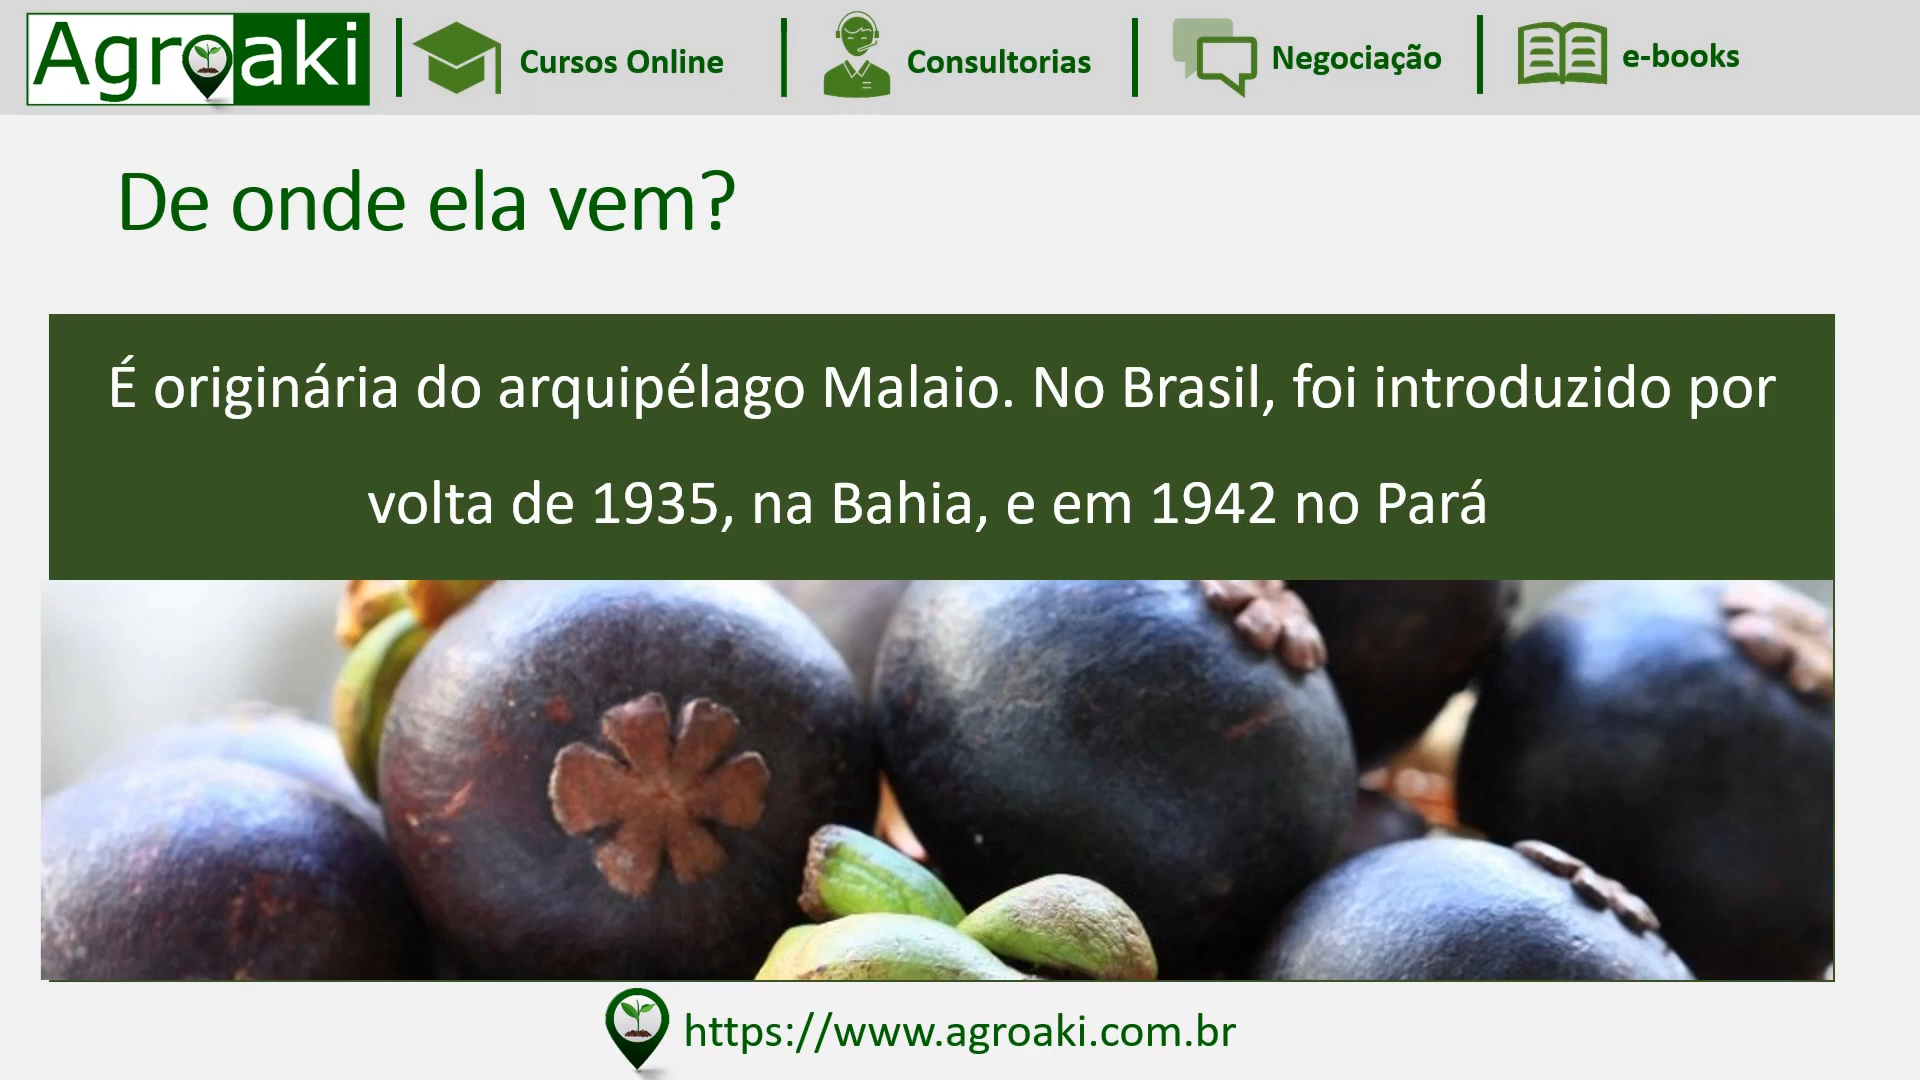 Agroaki
Cursos Online
Consultorias
Negociação
e-books
De onde ela vem?
É originária do arquipélago Malaio. No Brasil, foi introduzido por
volta de 1935, na Bahia, e em 1942 no Pará
https://www.agroaki.com.br